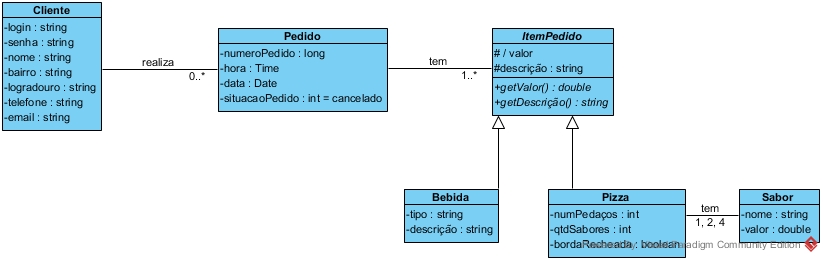 Cliente
-login : string
-senha : string
-nome : string
-bairro : string
-logradouro : string
-telefone : string
-email : string
realiza
0..*
Pedido
-numeroPedido : long
-hora : Time
-data : Date
-situacaoPedido : int = cancelado
tem
1..*
ItemPedido
# / valor
#descrição : string
+getValor() : double
+getDescrição() : string
Bebida
-tipo : string
-descrição : string
Pizza
-numPedaços : int
-qtdSabores : int
-bordaRecheada : boolean
tem
1, 2, 4
Sabor
-nome : string
-valor : double
Paradigm Community Edition